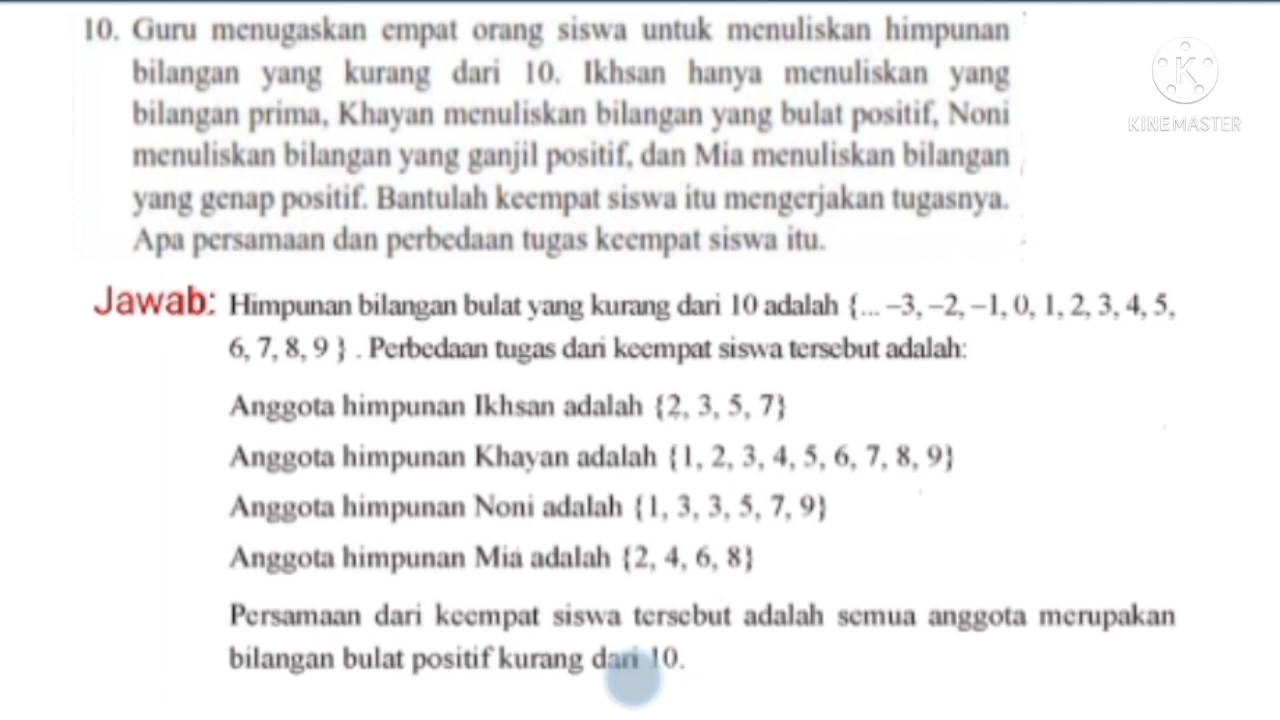 10. Guru menugaskan empat orang siswa untuk menuliskan himpunan
bilangan yang kurang dari 10. Ikhsan hanya menuliskan yang
bilangan prima, Khayan menuliskan bilangan yang bulat positif, Noni
menuliskan bilangan yang ganjil positif, dan Mia menuliskan bilangan
yang genap positif. Bantulah keempat siswa itu mengerjakan tugasnya.
Apa persamaan dan perbedaan tugas keempat siswa itu.
K
KINEMASTER
Jawab: Himpunan bilangan bulat yang kurang dari 10 adalah {... –3, –2, –1, 0, 1, 2, 3, 4, 5,
6, 7, 8, 9 } . Perbedaan tugas dari keempat siswa tersebut adalah:
Anggota himpunan Ikhsan adalah {2, 3, 5, 7}
Anggota himpunan Khayan adalah {1, 2, 3, 4, 5, 6, 7, 8, 9}
Anggota himpunan Noni adalah {1, 3, 3, 5, 7, 9}
Anggota himpunan Mia adalah {2, 4, 6, 8}
Persamaan dari keempat siswa tersebut adalah semua anggota merupakan
bilangan bulat positif kurang dari 10.